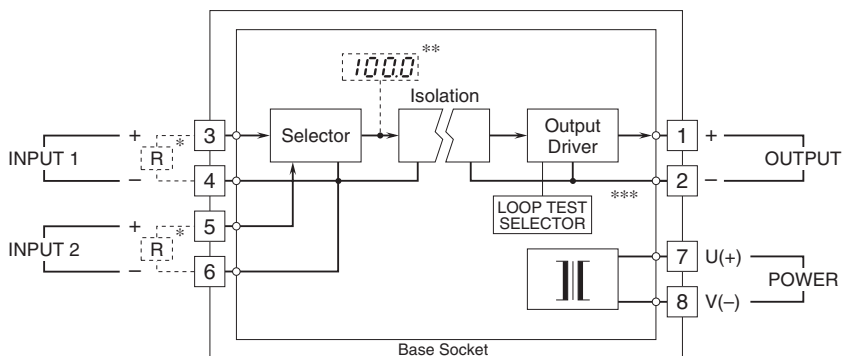 100.0 **
Isolation
+ 3 Selector Output Driver 1 +
INPUT 1 R * OUTPUT
− 4 2 −
***
LOOP TEST
SELECTOR
+ 5
INPUT 2 R *
− 6
7 U(+)
POWER
8 V(–)
Base Socket